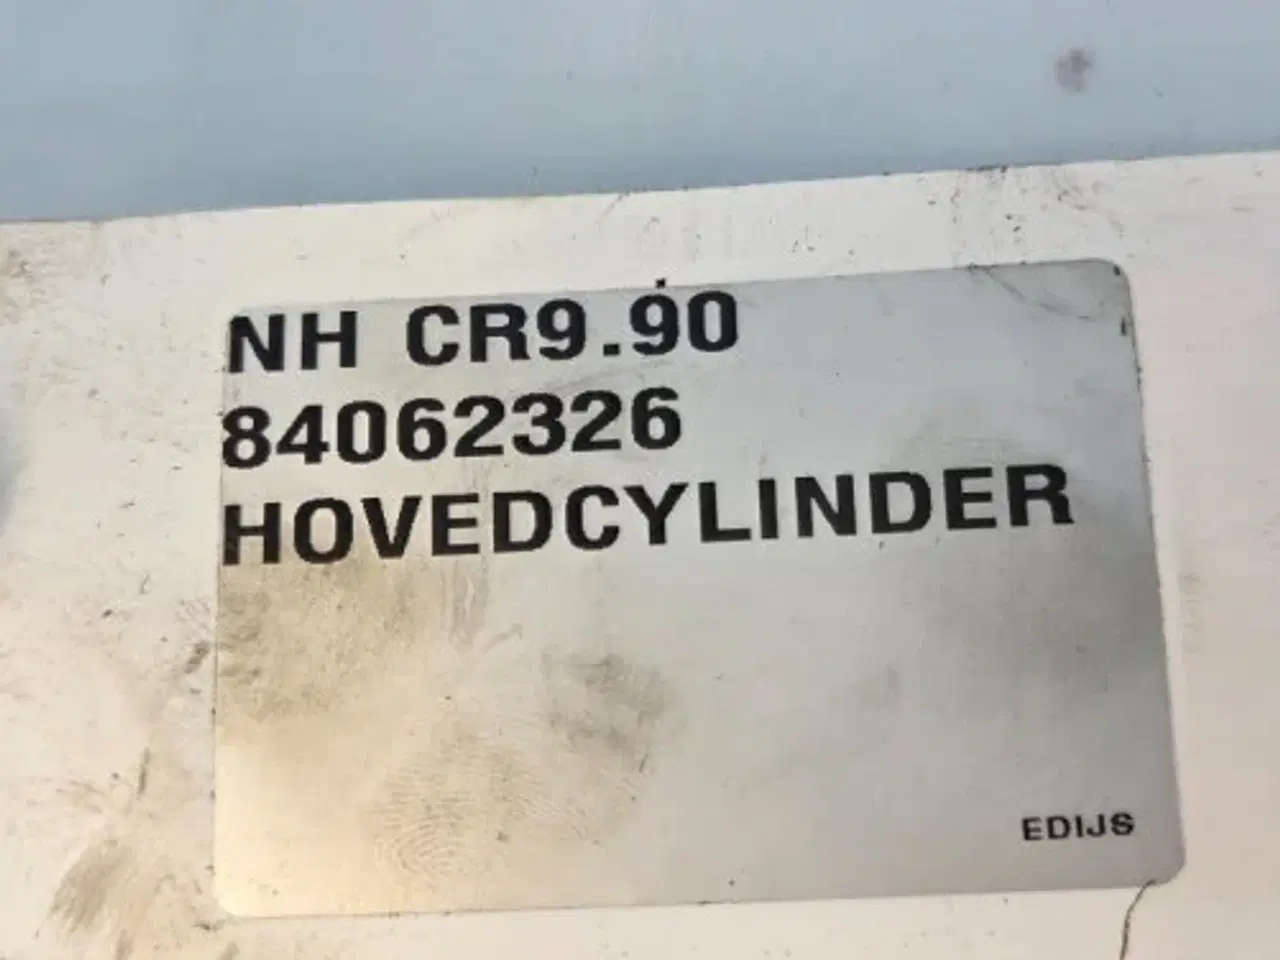 NH CR9.90
84062326
HOVEDCYLINDER
EDIJS